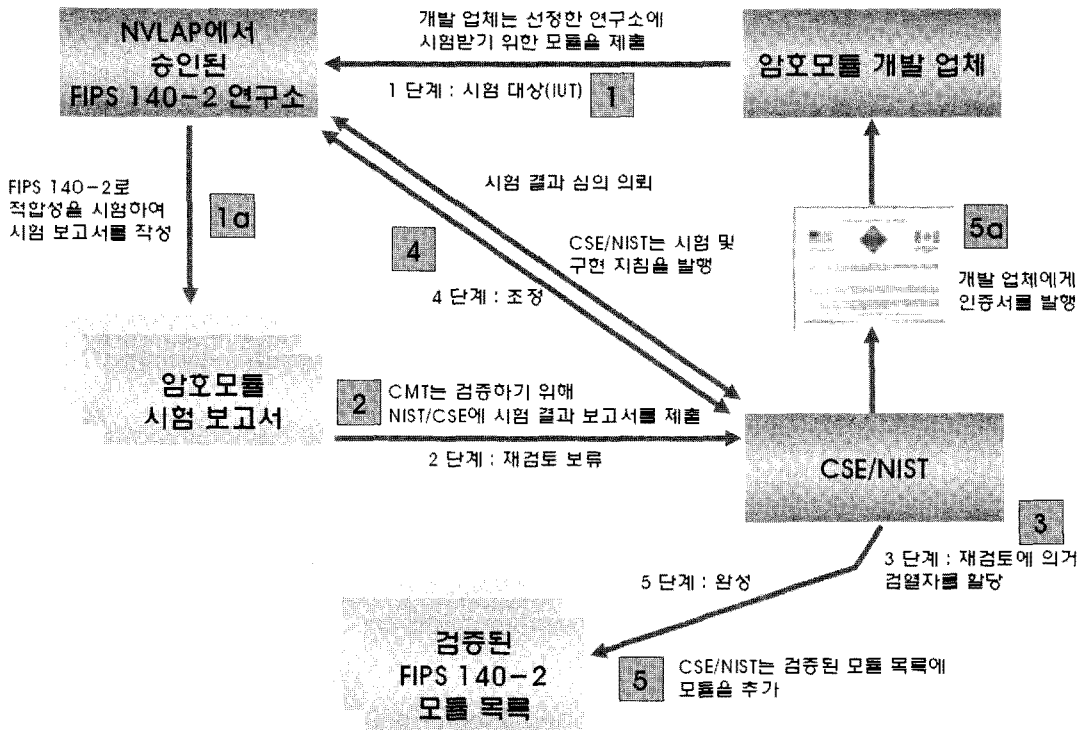 NVLAP에서
승인된
FIPS 140-2 연구소
개발 업체는 선정한 연구소에
시험받기 위한 모듈을 제출
1 단계 : 시험 대상(IUT)
1
암호모듈 개발 업체
FIPS 140-2로
적합성을 시험하여
시험 보고서를 작성
1a
시험 결과 심의 의뢰
4
CSE/NIST는 시험 및
구현 지침을 발행
4 단계 : 조정
5a
개발 업체에게
인증서를 발행
암호모듈
시험 보고서
2
CMT는 검증하기 위해
NIST/CSE에 시험 결과 보고서를 제출
2 단계 : 재검토 보류
CSE/NIST
3
3 단계 : 재검토에 의거
검열자를 할당
5 단계 : 완성
검증된
FIPS 140-2
모듈 목록
5
CSE/NIST는 검증된 모듈 목록에
모듈을 추가